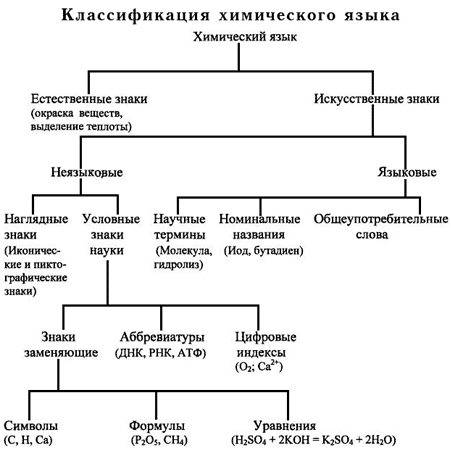 Классификация химического языка
Химический язык
Естественные знаки
(окраска веществ,
выделение теплоты)
Искусственные знаки
Неязыковые
Языковые
Наглядные
знаки
(Иконичес-
кие и пикто-
графические
знаки)
Условные
знаки
науки
Научные
термины
(Молекула,
гидролиз)
Номинальные
названия
(Иод, бутадиен)
Общеупотребительные
слова
Знаки
заменяющие
Аббревиатуры
(ДНК, РНК, АТФ)
Цифровые
индексы
(O₂; Ca²⁺)
Символы
(C, H, Ca)
Формулы
(P₂O₅, CH₄)
Уравнения
(H₂SO₄ + 2KOH = K₂SO₄ + 2H₂O)